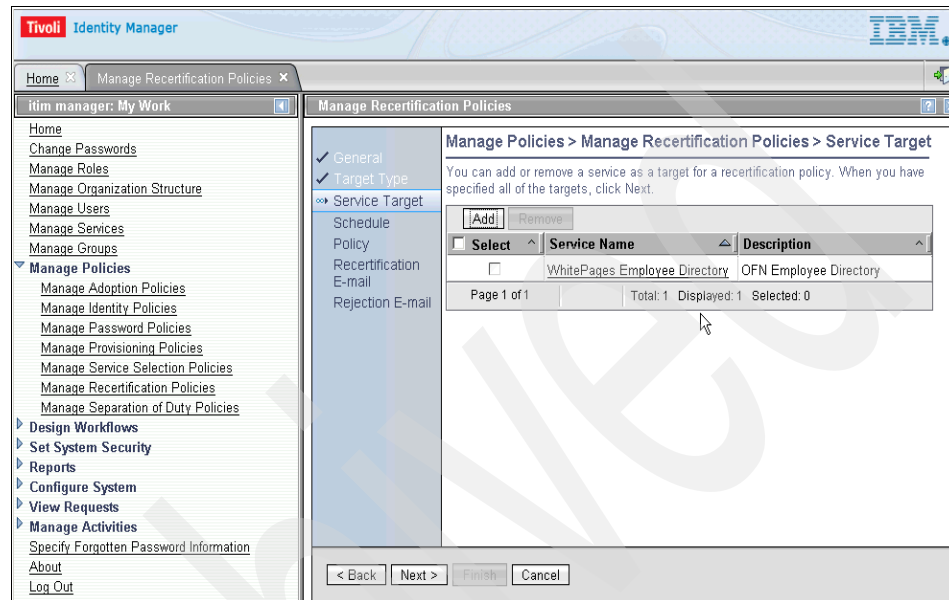 Tivoli Identity Manager
IBM.
Home
Manage Recertification Policies
itim manager: My Work
Home
Change Passwords
Manage Roles
Manage Organization Structure
Manage Users
Manage Services
Manage Groups
Manage Policies
Manage Adoption Policies
Manage Identity Policies
Manage Password Policies
Manage Provisioning Policies
Manage Service Selection Policies
Manage Recertification Policies
Manage Separation of Duty Policies
Design Workflows
Set System Security
Reports
Configure System
View Requests
Manage Activities
Specify Forgotten Password Information
About
Log Out
Manage Recertification Policies
?
General
Target Type
Service Target
Schedule
Policy
Recertification
E-mail
Rejection E-mail
Manage Policies > Manage Recertification Policies > Service Target
You can add or remove a service as a target for a recertification policy. When you have
specified all of the targets, click Next.
Add Remove
Select ^ Service Name Description ^
WhitePages Employee Directory OFN Employee Directory
Page 1 of 1 Total: 1 Displayed: 1 Selected: 0
< Back Next > Finish Cancel